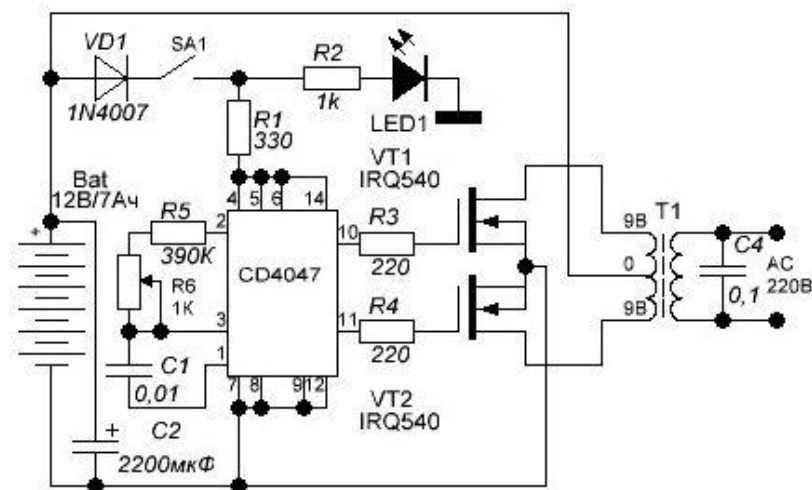 VD1
SA1
R2
1N4007
1k
R1
330
LED1
VT1
IRQ540
Bat
12В/7Ач
+
R5
390К
4
5
6
14
2
10
R3
220
9В
T1
R6
1К
CD4047
0
C4
AC
220В
0,1
3
11
R4
220
9В
1
C1
0,01
7
8
9
12
VT2
IRQ540
C2
+
2200мкФ